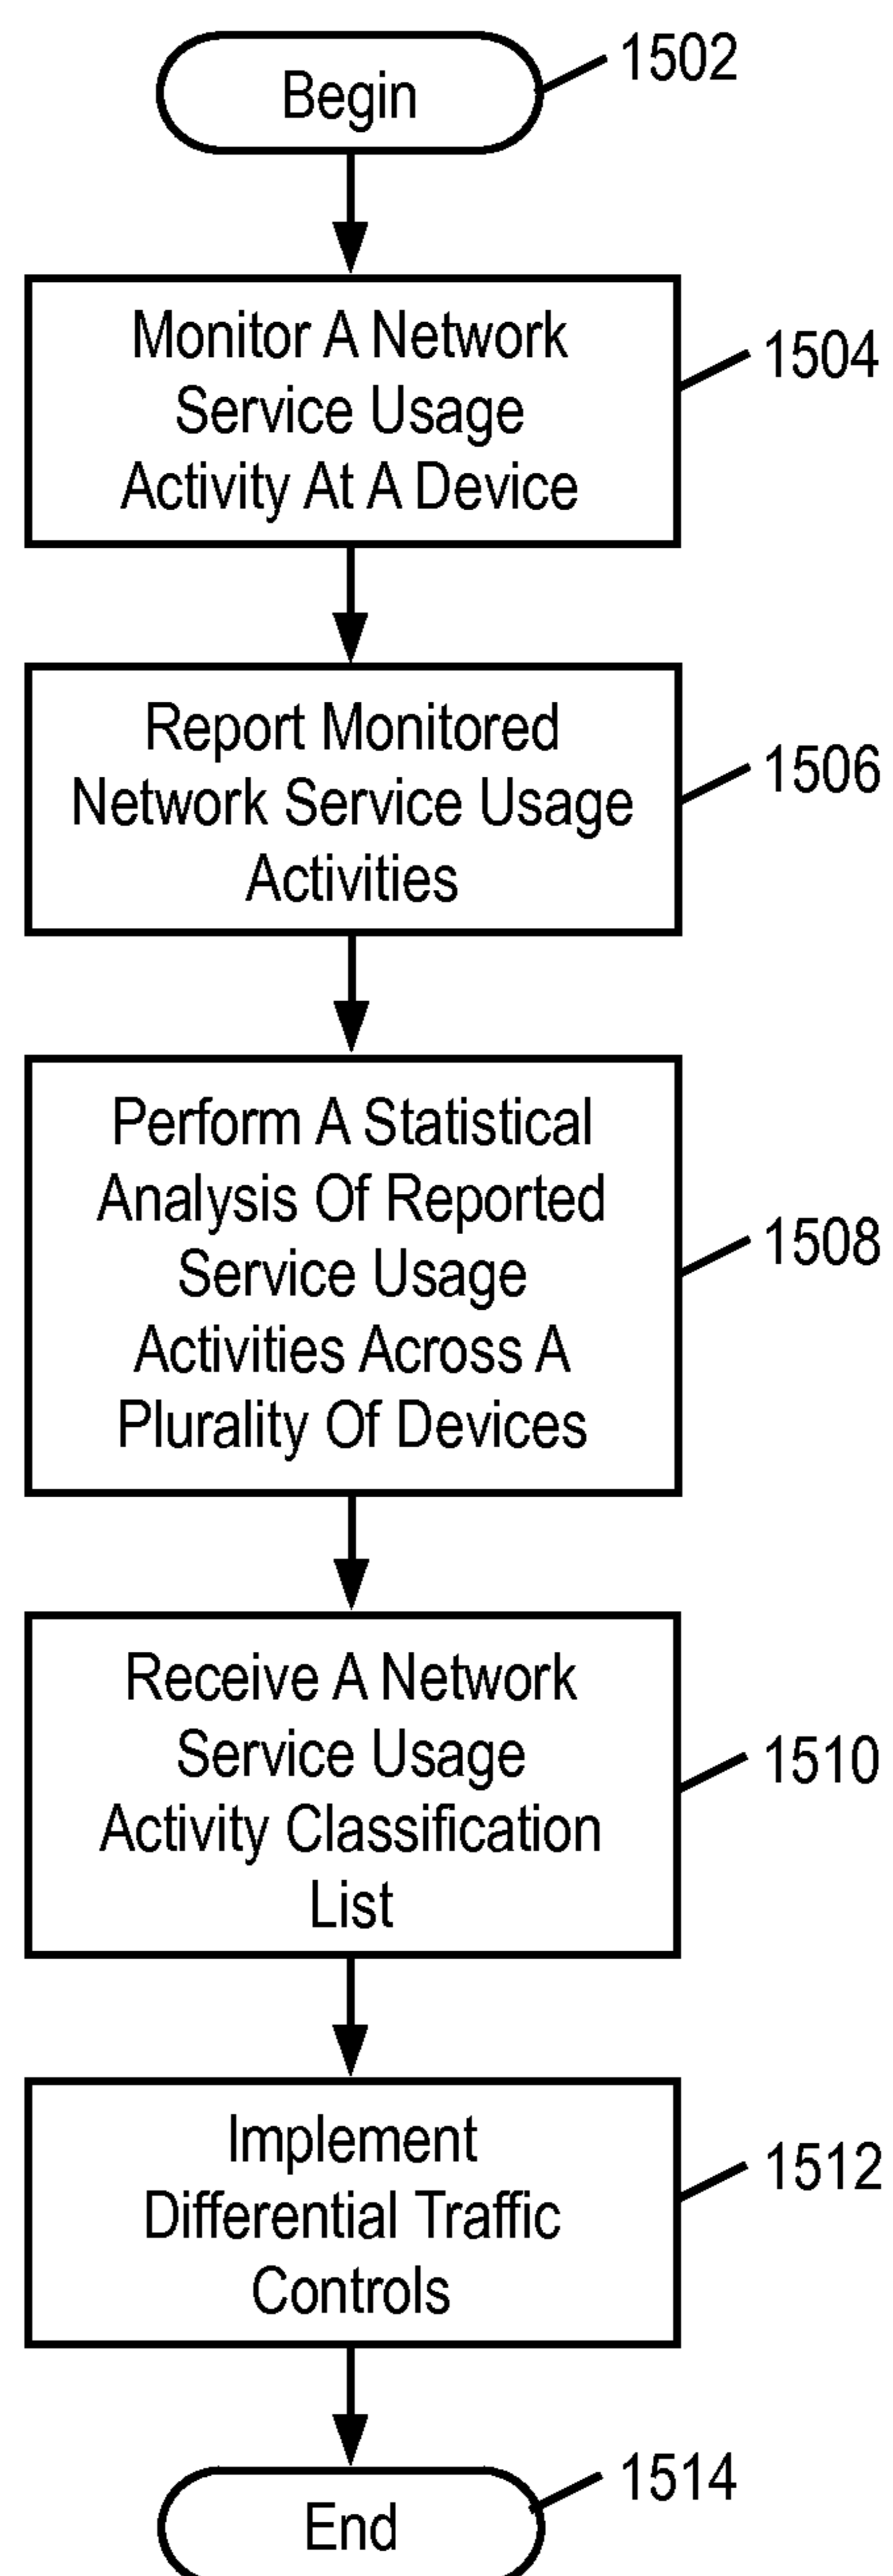 Begin
1502
Monitor A Network
Service Usage
Activity At A Device
1504
Report Monitored
Network Service Usage
Activities
1506
Perform A Statistical
Analysis Of Reported
Service Usage
Activities Across A
Plurality Of Devices
1508
Receive A Network
Service Usage
Activity Classification
List
1510
Implement
Differential Traffic
Controls
1512
End
1514